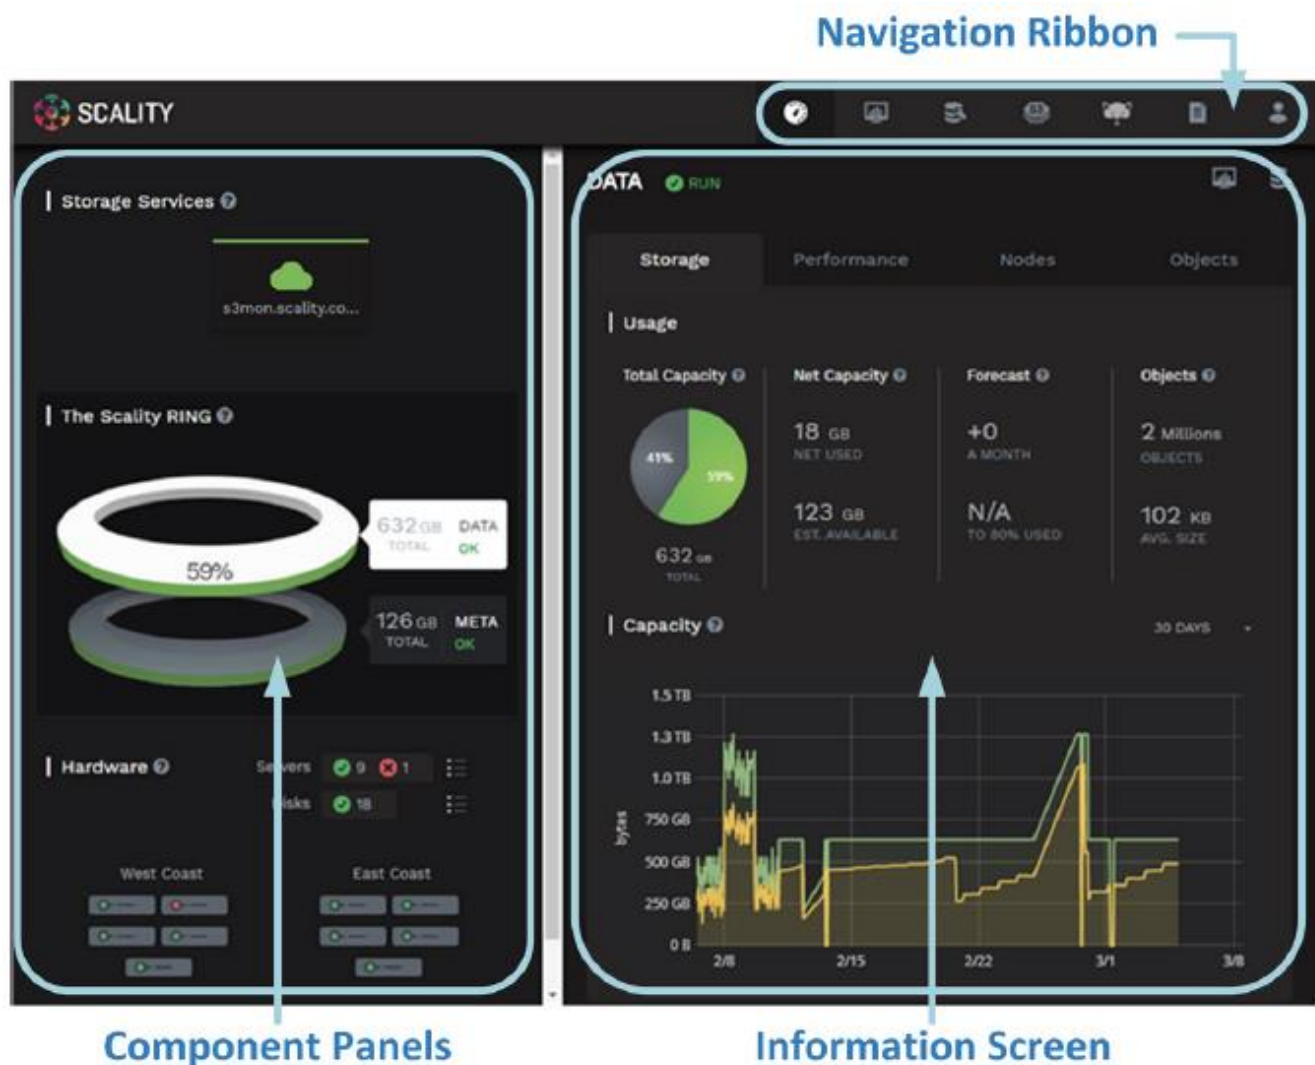 Navigation Ribbon
SCALITY
Storage Services
s3mon.scality.co...
The Scality RING
632 GB DATA
TOTAL OK
59%
126 GB META
TOTAL OK
Hardware
Servers 9 1
Disks 18
West Coast East Coast
DATA RUN
Storage Performance Nodes Objects
Usage
Total Capacity Net Capacity Forecast Objects
41%
59%
632 GB
TOTAL
18 GB
NET USED
123 GB
EST. AVAILABLE
+0
A MONTH
N/A
TO 80% USED
2 Millions
OBJECTS
102 KB
AVG. SIZE
Capacity
30 DAYS
1.5 TB
1.3 TB
1.0 TB
750 GB
500 GB
250 GB
0 B
bytes
2/8 2/15 2/22 3/1 3/8
Component Panels
Information Screen